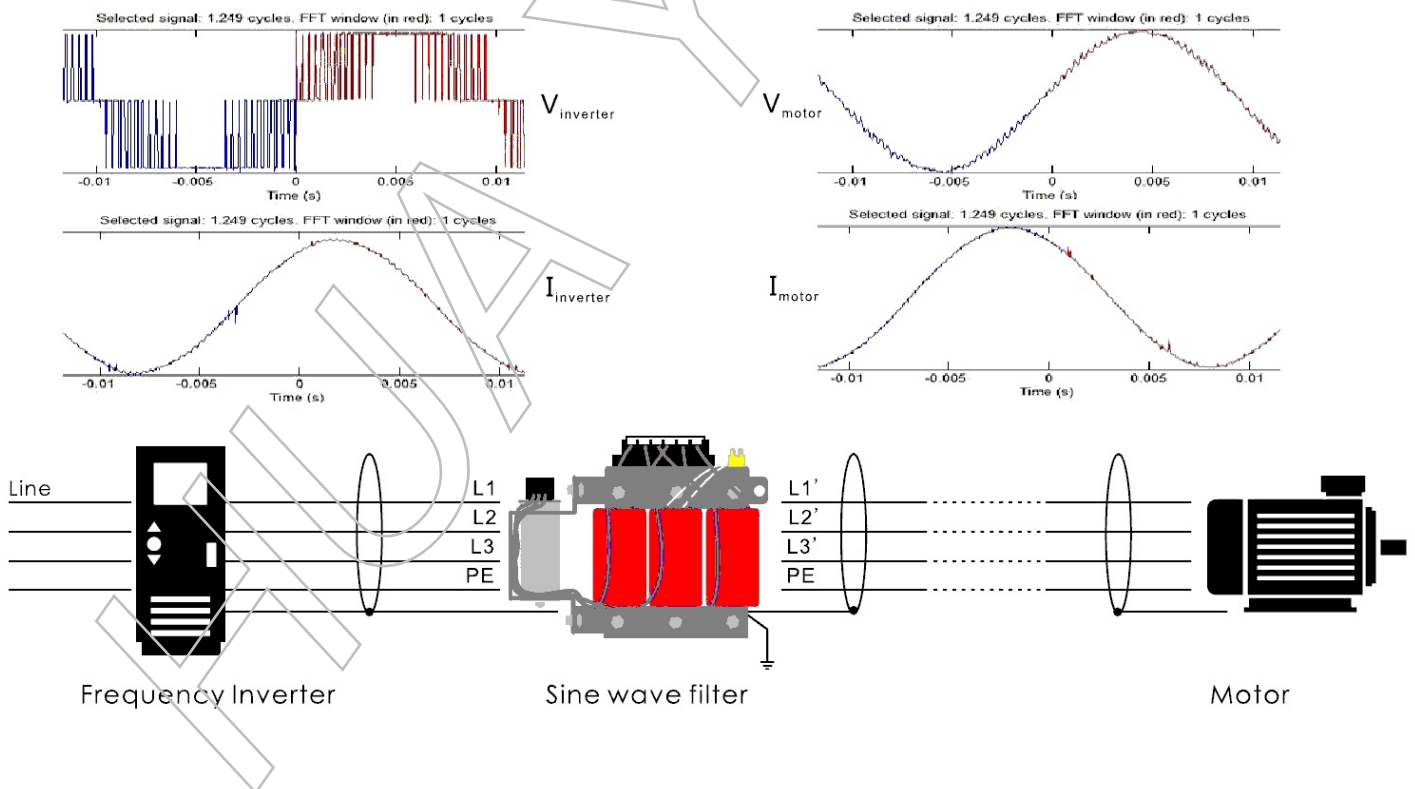 Selected signal: 1.249 cycles. FFT window (in red): 1 cycles
-0.01 -0.005 0 0.005 0.01
Time (s)
V inverter
Selected signal: 1.249 cycles. FFT window (in red): 1 cycles
-0.01 -0.005 0 0.005 0.01
Time (s)
V motor
Selected signal: 1.249 cycles. FFT window (in red): 1 cycles
-0.01 -0.005 0 0.005 0.01
Time (s)
I inverter
Selected signal: 1.249 cycles. FFT window (in red): 1 cycles
-0.01 -0.005 0 0.005 0.01
Time (s)
I motor
Line
L1
L2
L3
PE
L1’
L2’
L3’
PE
Frequency Inverter
Sine wave filter
Motor
HUAY